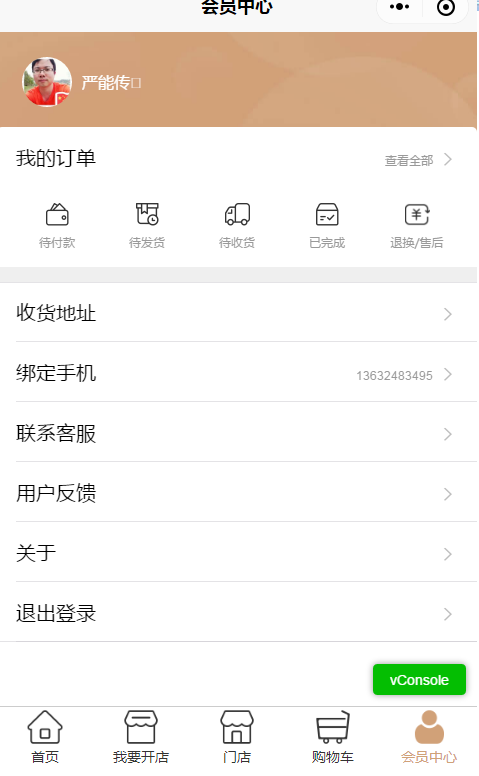 会员中心
严能传
我的订单
查看全部
待付款 待发货 待收货 已完成 退换/售后
收货地址
绑定手机 13632483495
联系客服
用户反馈
关于
退出登录
vConsole
首页 我要开店 门店 购物车 会员中心